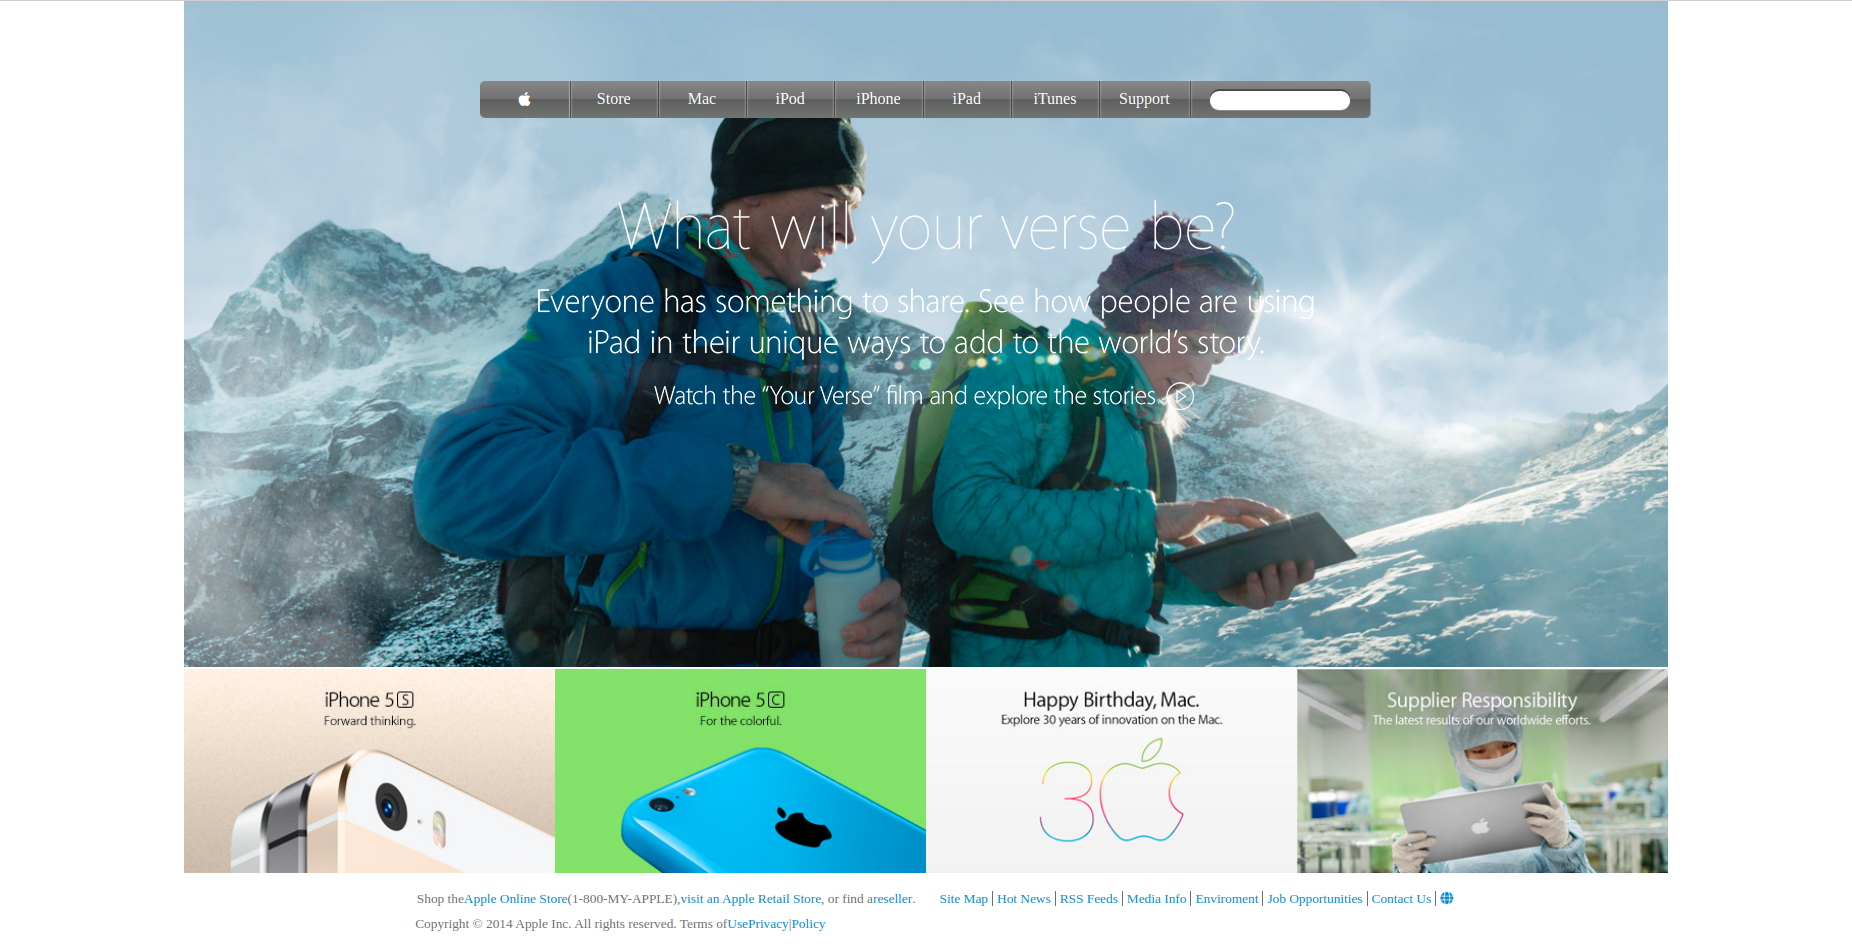 Store Mac iPod iPhone iPad iTunes Support
What will your verse be?
Everyone has something to share. See how people are using
iPad in their unique ways to add to the world's story.
Watch the “Your Verse” film and explore the stories
iPhone 5S
Forward thinking.
iPhone 5C
For the colorful.
Happy Birthday, Mac.
Explore 30 years of innovation on the Mac.
30
Supplier Responsibility
The latest results of our worldwide efforts.
Shop theApple Online Store(1-800-MY-APPLE),visit an Apple Retail Store, or find areseller.
Site Map | Hot News | RSS Feeds | Media Info | Enviroment | Job Opportunities | Contact Us |
Copyright © 2014 Apple Inc. All rights reserved. Terms ofUsePrivacy|Policy